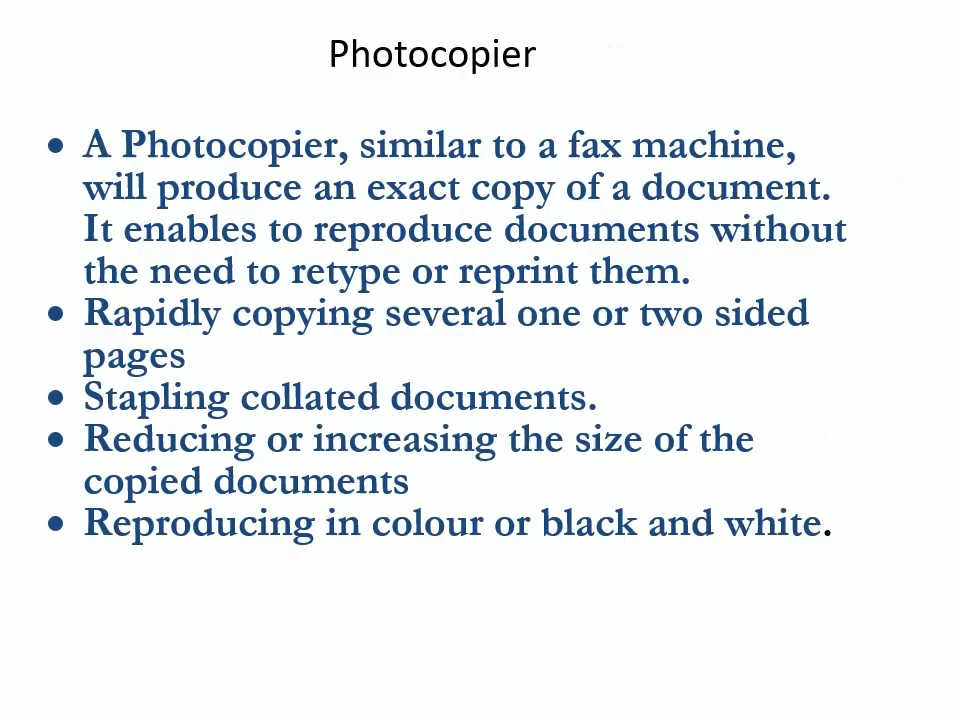 Photocopier
• A Photocopier, similar to a fax machine,
will produce an exact copy of a document.
It enables to reproduce documents without
the need to retype or reprint them.
• Rapidly copying several one or two sided
pages
• Stapling collated documents.
• Reducing or increasing the size of the
copied documents
• Reproducing in colour or black and white.